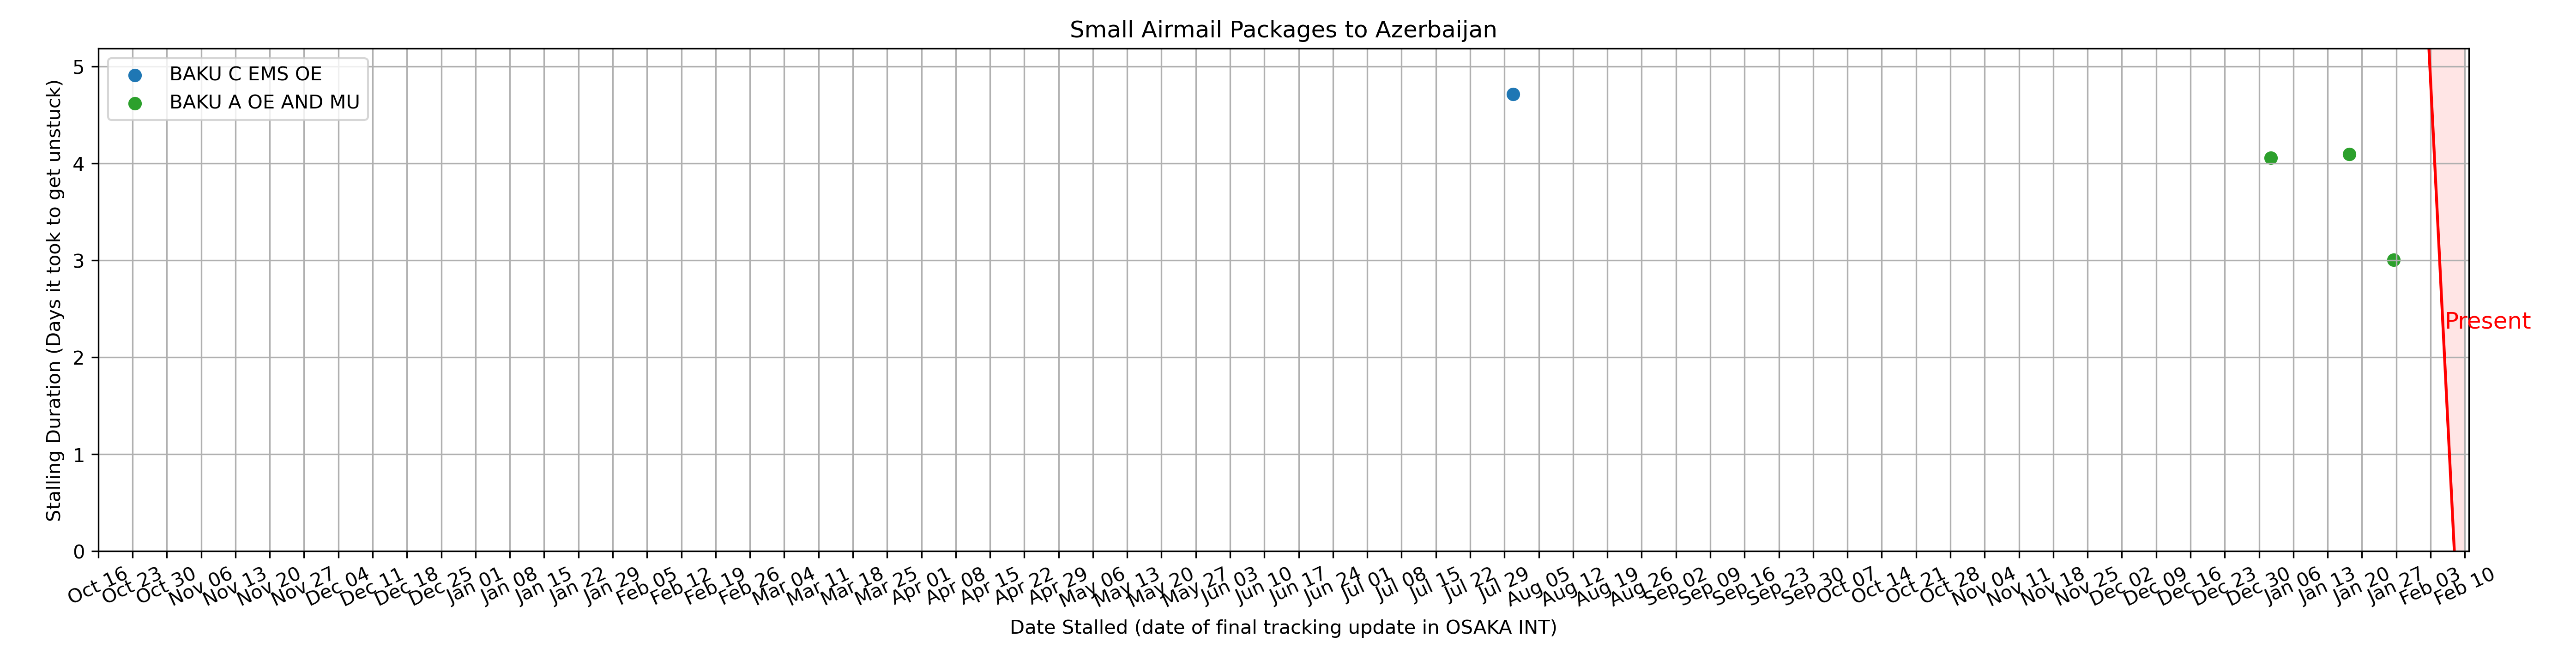 Small Airmail Packages to Azerbaijan
BAKU C EMS OE
BAKU A OE AND MU
Stalling Duration (Days it took to get unstuck)
5
4
3
2
1
0
Present
Oct 16
Oct 23
Oct 30
Nov 06
Nov 13
Nov 20
Nov 27
Dec 04
Dec 11
Dec 18
Dec 25
Jan 01
Jan 08
Jan 15
Jan 22
Jan 29
Feb 05
Feb 12
Feb 19
Feb 26
Mar 04
Mar 11
Mar 18
Mar 25
Apr 01
Apr 08
Apr 15
Apr 22
Apr 29
May 06
May 13
May 20
May 27
Jun 03
Jun 10
Jun 17
Jun 24
Jul 01
Jul 08
Jul 15
Jul 22
Jul 29
Aug 05
Aug 12
Aug 19
Aug 26
Sep 02
Sep 09
Sep 16
Sep 23
Sep 30
Oct 07
Oct 14
Oct 21
Oct 28
Nov 04
Nov 11
Nov 18
Nov 25
Dec 02
Dec 09
Dec 16
Dec 23
Dec 30
Jan 06
Jan 13
Jan 20
Jan 27
Feb 03
Feb 10
Date Stalled (date of final tracking update in OSAKA INT)